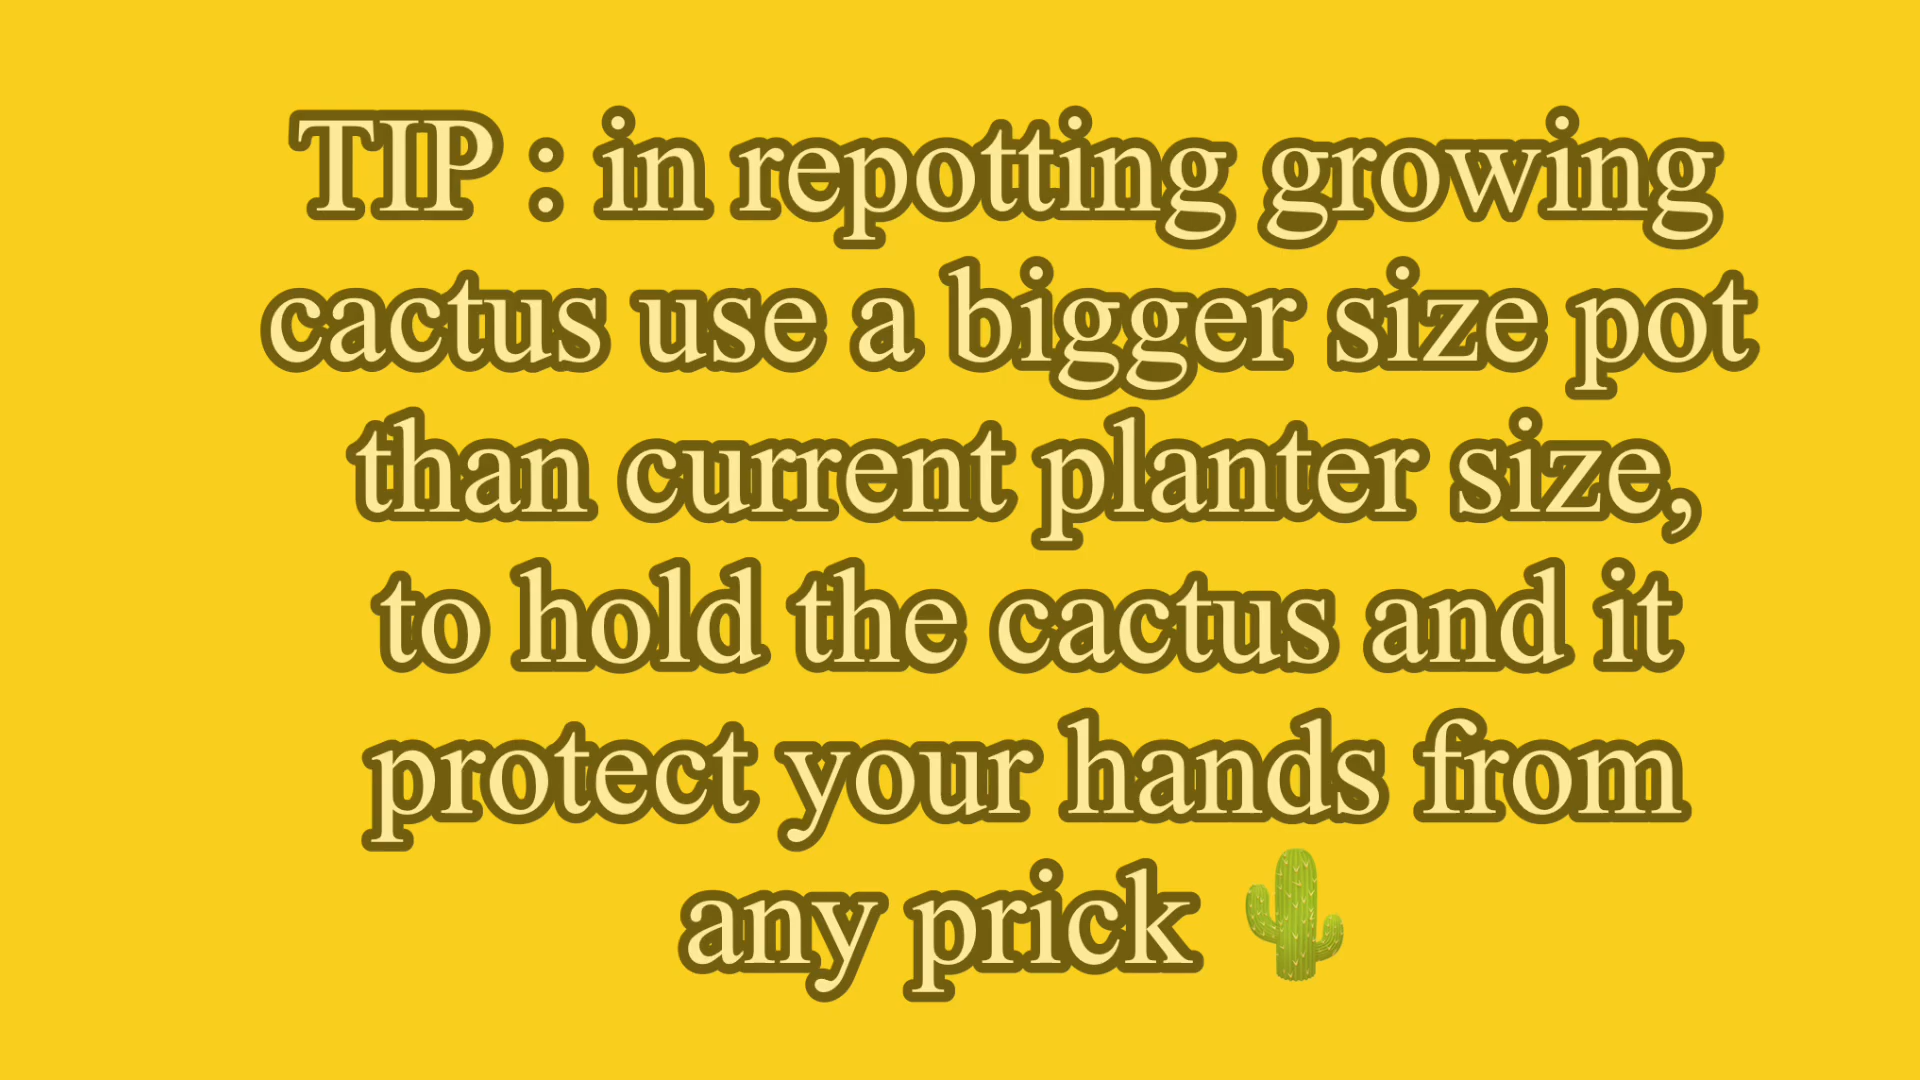 TIP : in repotting growing
cactus use a bigger size pot
than current planter size,
to hold the cactus and it
protect your hands from
any prick 🌵